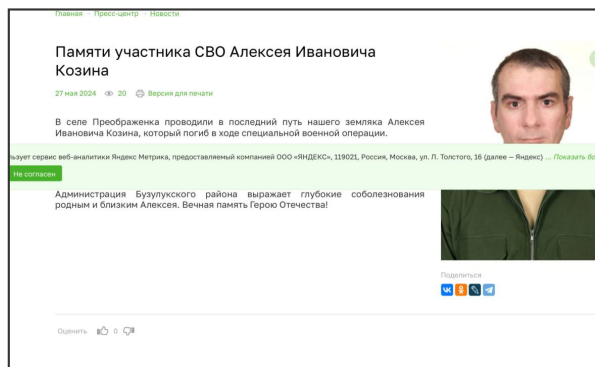 Главная → Пресс-центр → Новости
Памяти участника СВО Алексея Ивановича
Козина
27 мая 2024 20 Версия для печати
В селе Преображенка проводили в последний путь нашего земляка Алексея
Ивановича Козина, который погиб в ходе специальной военной операции.
льзует сервис веб-аналитики Яндекс Метрика, предоставляемый компанией ООО «ЯНДЕКС», 119021, Россия, Москва, ул. Л. Толстого, 16 (далее — Яндекс) ... Показать бо
Не согласен
Администрация Бузулукского района выражает глубокие соболезнования
родным и близким Алексея. Вечная память Герою Отечества!
Поделиться
Оценить 0